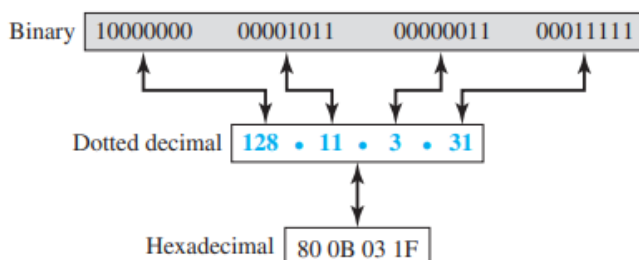 Binary 10000000 00001011 00000011 00011111
Dotted decimal 128 • 11 • 3 • 31
Hexadecimal 80 0B 03 1F